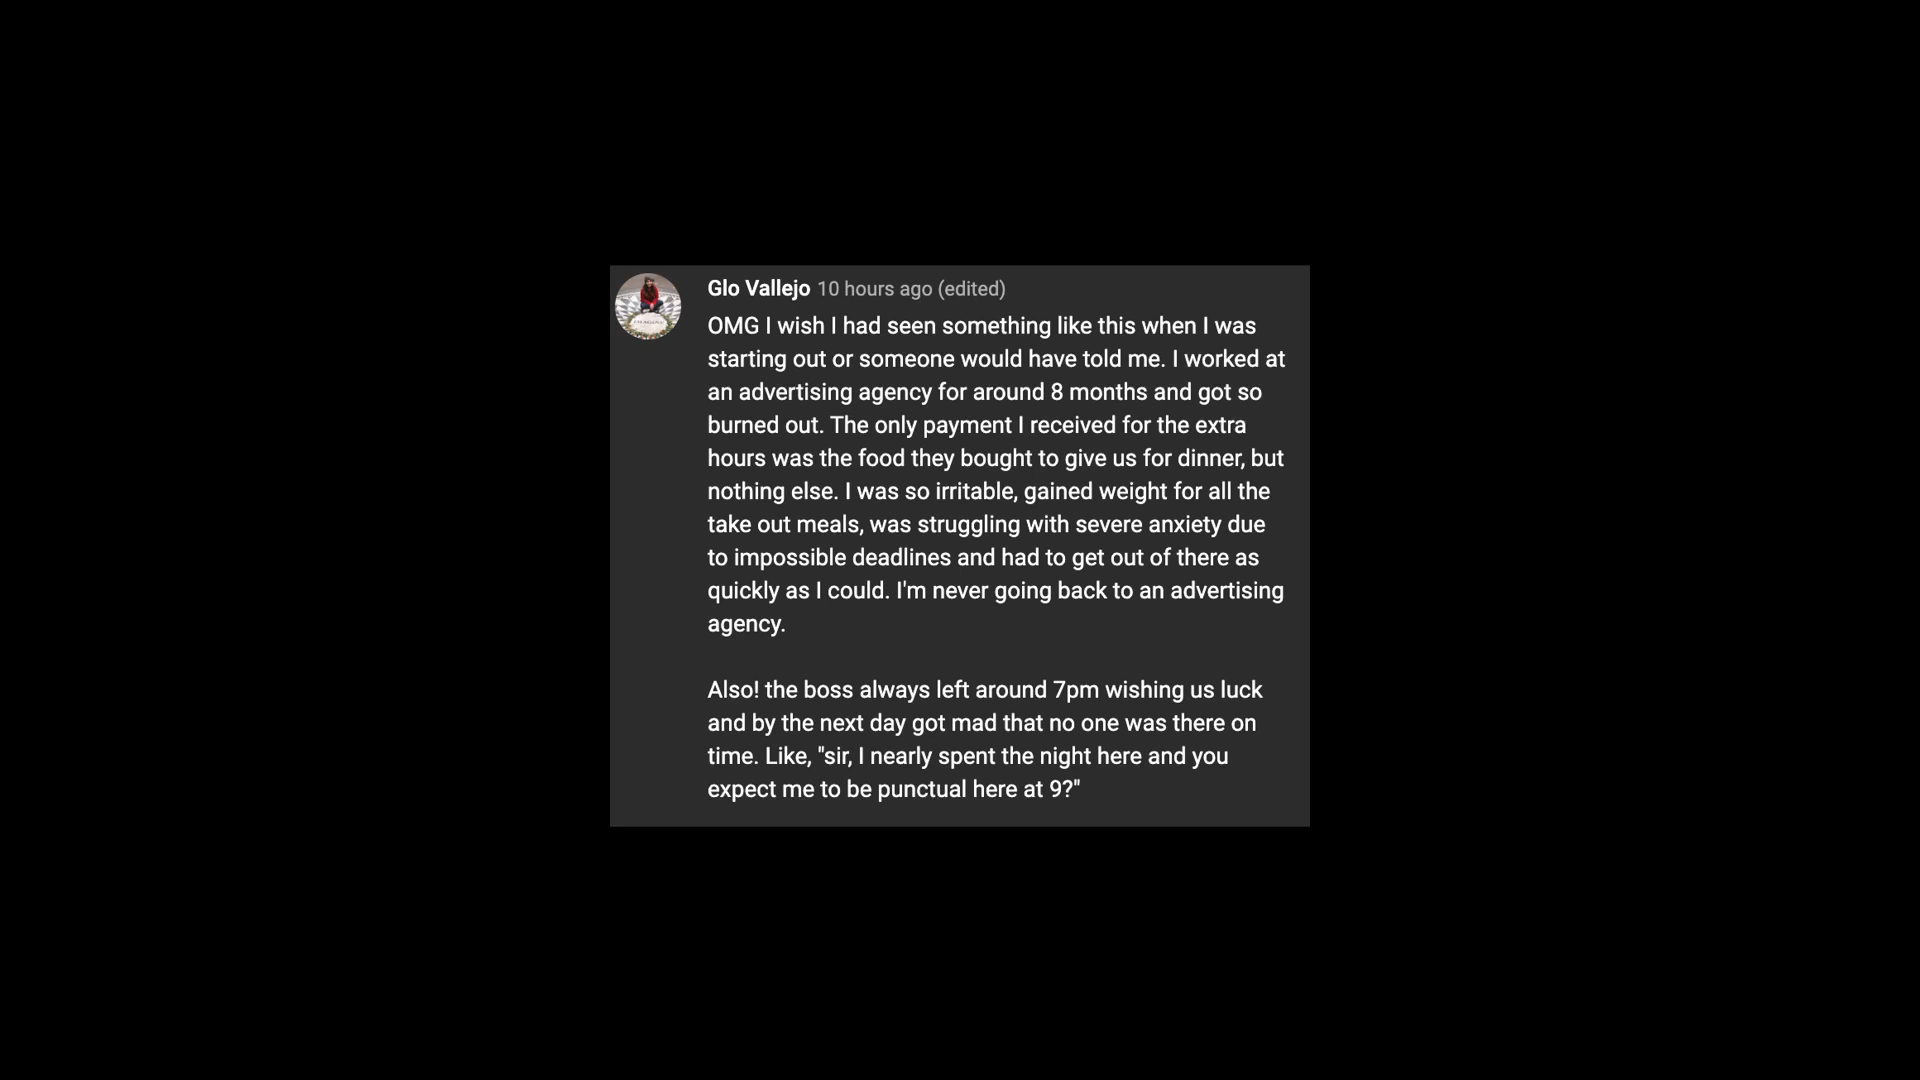 Glo Vallejo 10 hours ago (edited)
OMG I wish I had seen something like this when I was
starting out or someone would have told me. I worked at
an advertising agency for around 8 months and got so
burned out. The only payment I received for the extra
hours was the food they bought to give us for dinner, but
nothing else. I was so irritable, gained weight for all the
take out meals, was struggling with severe anxiety due
to impossible deadlines and had to get out of there as
quickly as I could. I'm never going back to an advertising
agency.
Also! the boss always left around 7pm wishing us luck
and by the next day got mad that no one was there on
time. Like, "sir, I nearly spent the night here and you
expect me to be punctual here at 9?"